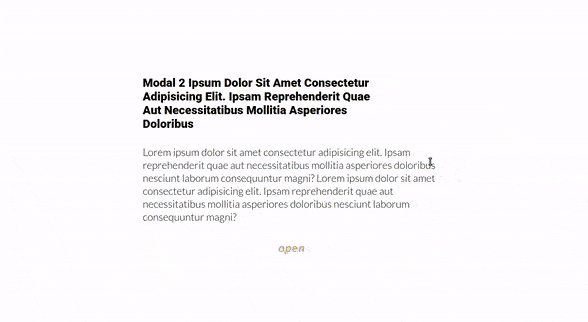 Modal 2 Ipsum Dolor Sit Amet Consectetur
Adipisicing Elit. Ipsam Reprehenderit Quae
Aut Necessitatibus Mollitia Asperiores
Doloribus
Lorem ipsum dolor sit amet consectetur adipisicing elit. Ipsam
reprehenderit quae aut necessitatibus mollitia asperiores doloribus
nesciunt laborum consequuntur magni? Lorem ipsum dolor sit amet
consectetur adipisicing elit. Ipsam reprehenderit quae aut
necessitatibus mollitia asperiores doloribus nesciunt laborum
consequuntur magni?
open